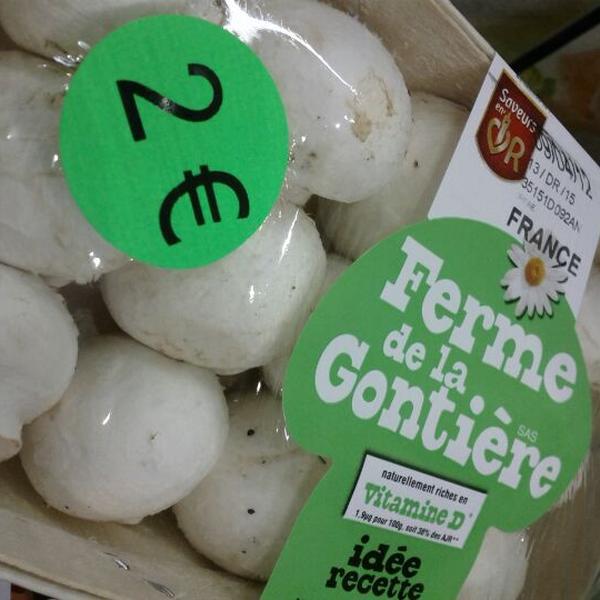 2 €
Saveurs
en OR
13 / DR / 15
95151D092AN
FRANCE
Ferme
de la
Gontière
SAS
naturellement riches en
Vitamine D*
1.9µg pour 100g, soit 38% des AJR**
idée
recette